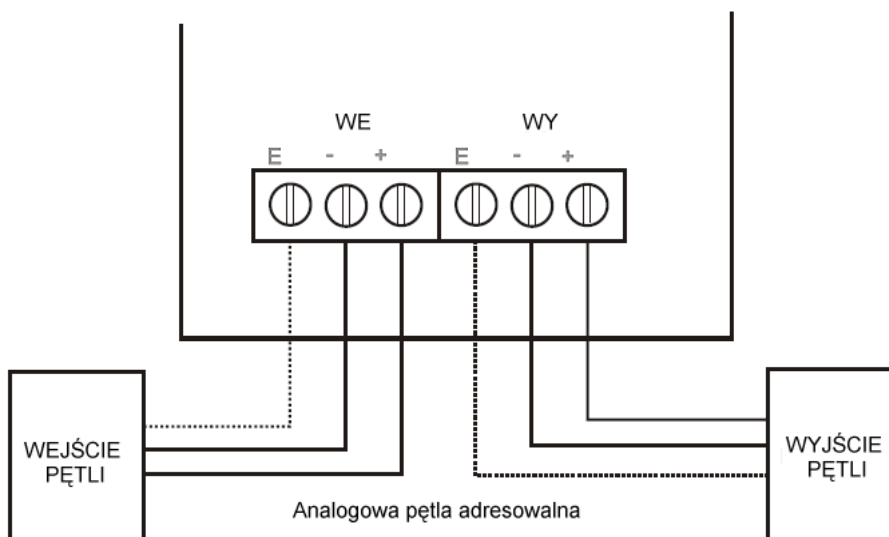 WE WY
E - + E - +
WEJŚCIE
PĘTLI
WYJŚCIE
PĘTLI
Analogowa pętla adresowalna